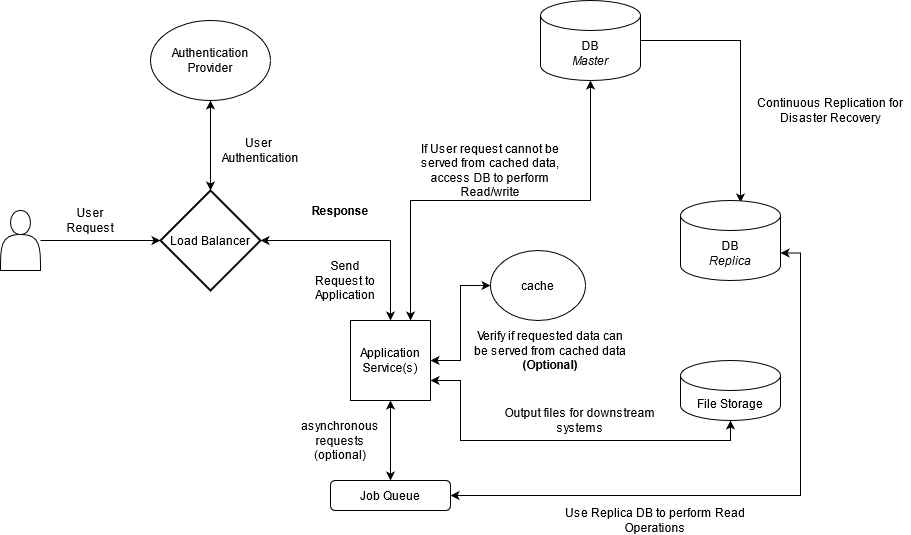 Authentication
Provider
DB
Master
Continuous Replication for
Disaster Recovery
User
Authentication
If User request cannot be
served from cached data,
access DB to perform
Read/write
User
Request
Load Balancer
Response
DB
Replica
Send
Request to
Application
cache
Verify if requested data can
be served from cached data
(Optional)
Application
Service(s)
File Storage
Output files for downstream
systems
asynchronous
requests
(optional)
Job Queue
Use Replica DB to perform Read
Operations